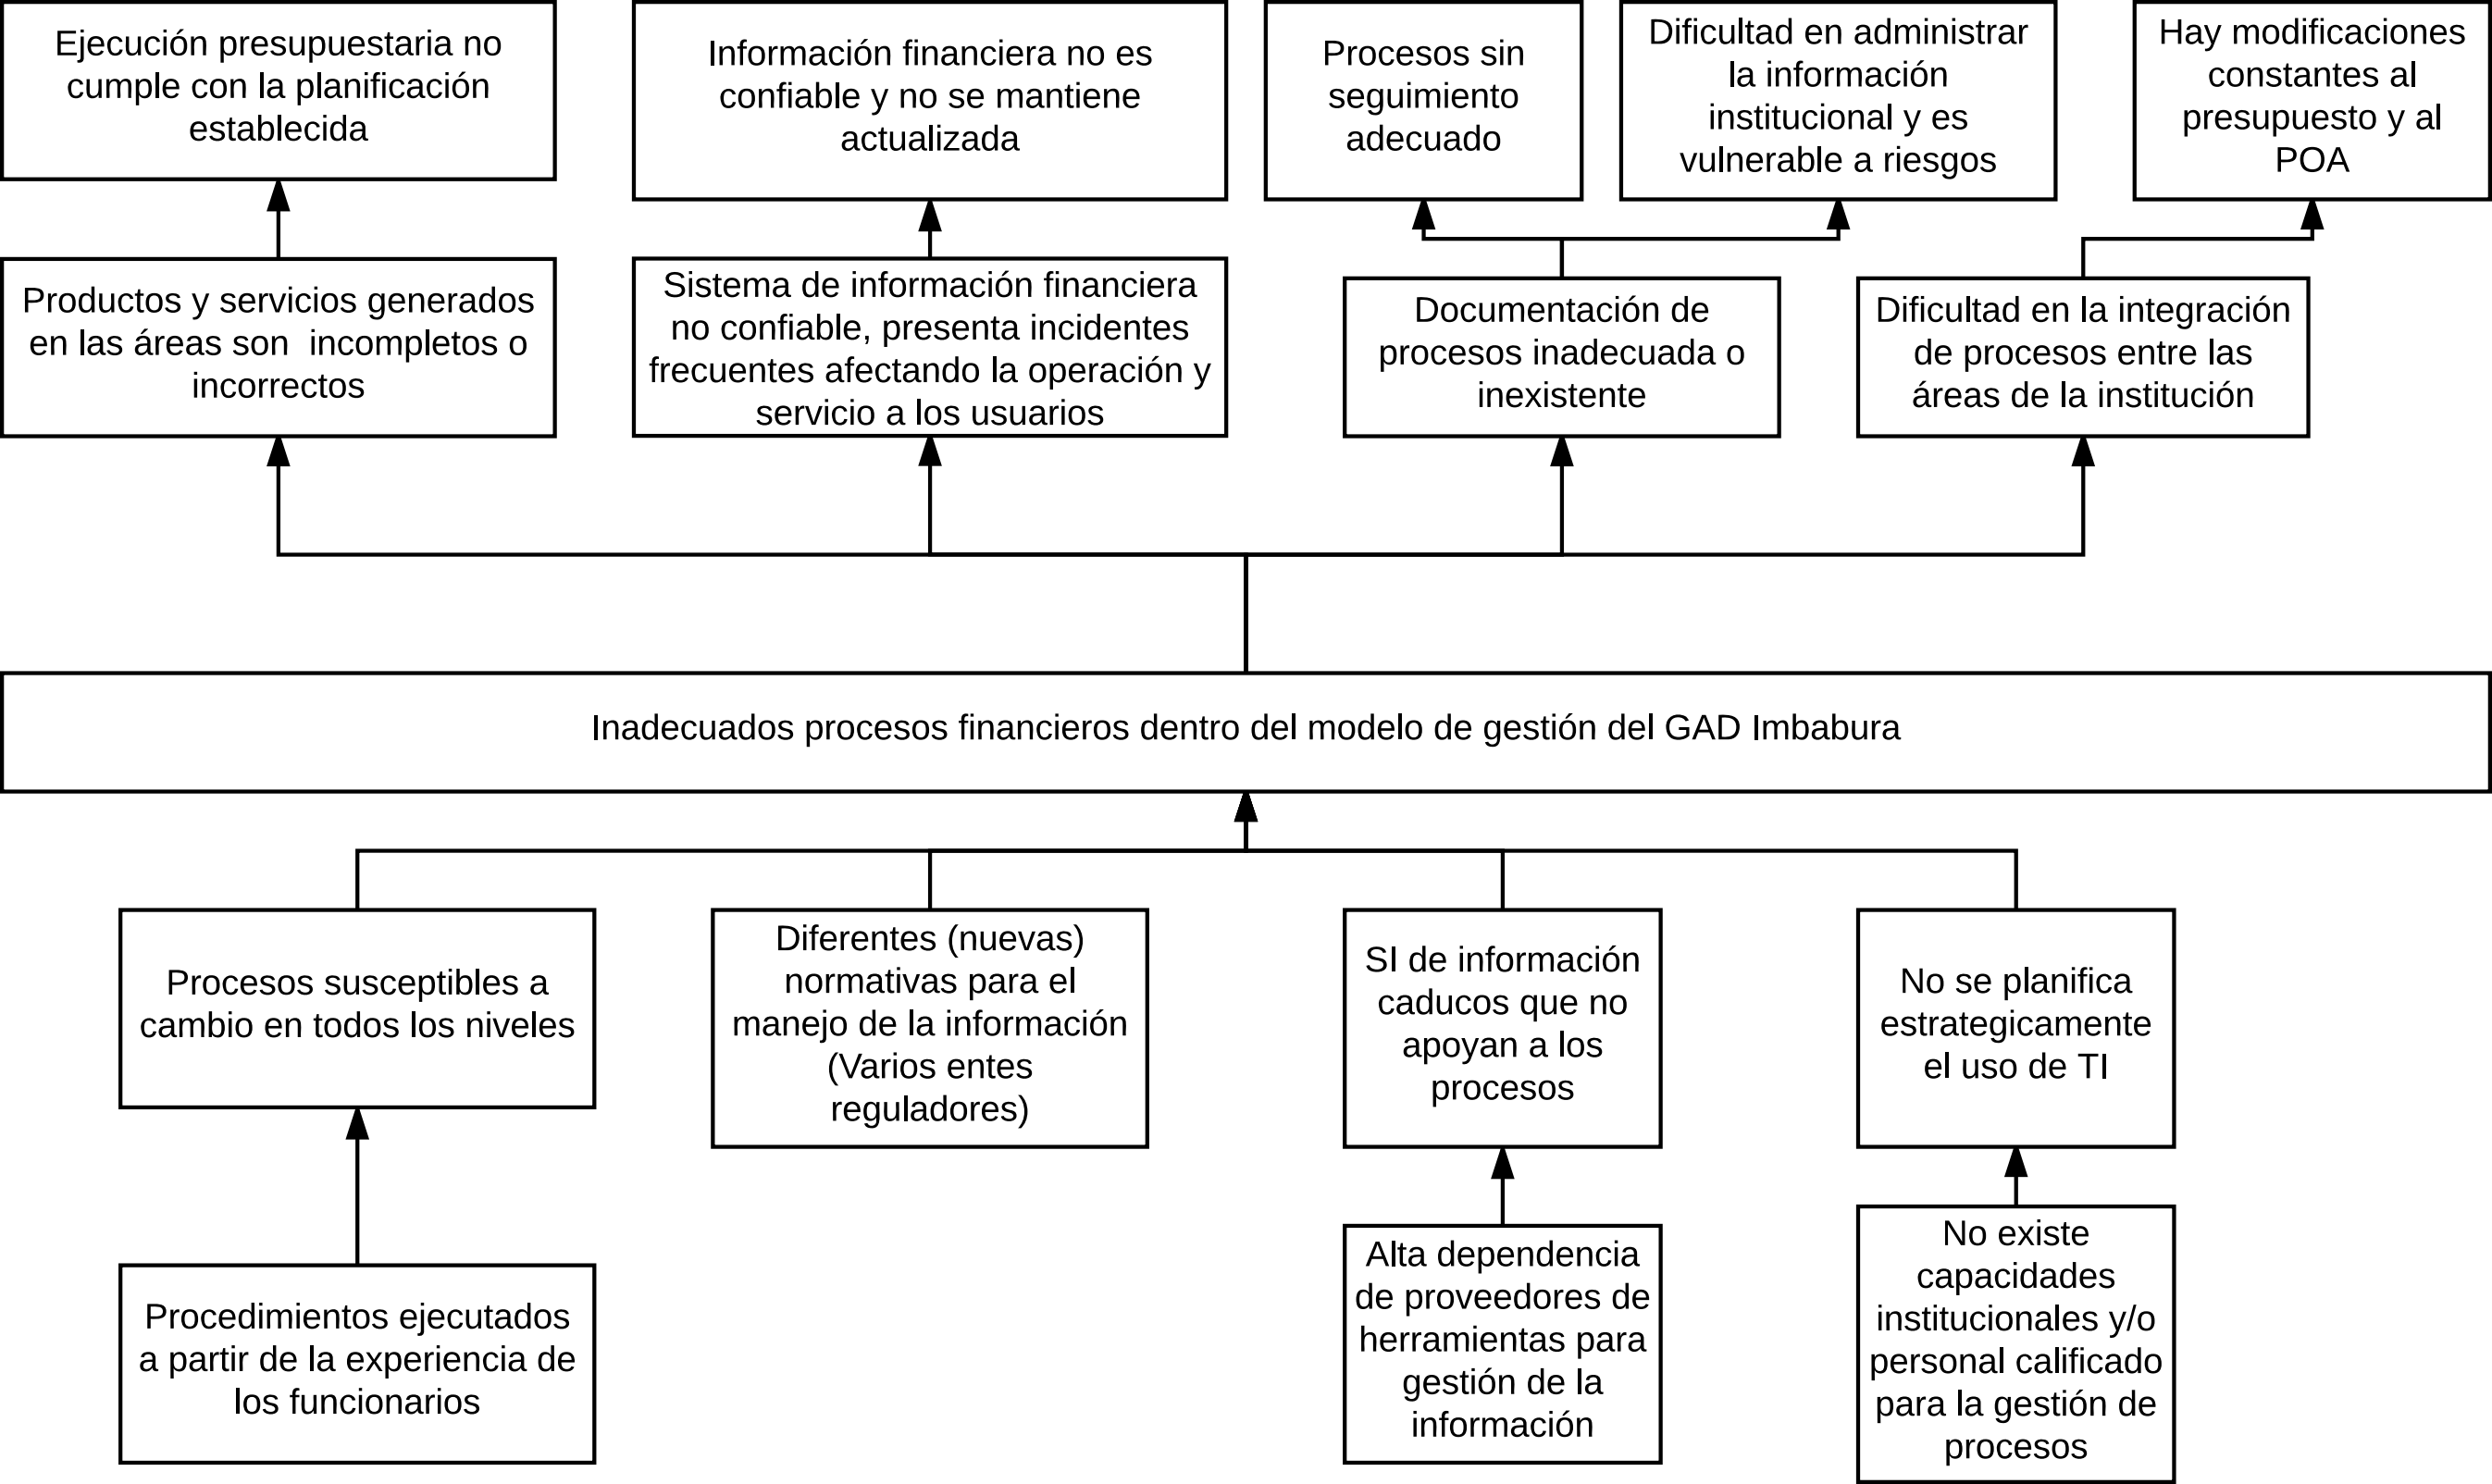 Ejecución presupuestaria no
cumple con la planificación
establecida
Información financiera no es
confiable y no se mantiene
actualizada
Procesos sin
seguimiento
adecuado
Dificultad en administrar
la información
institucional y es
vulnerable a riesgos
Hay modificaciones
constantes al
presupuesto y al
POA
Productos y servicios generados
en las áreas son  incompletos o
incorrectos
Sistema de información financiera
no confiable, presenta incidentes
frecuentes afectando la operación y
servicio a los usuarios
Documentación de
procesos inadecuada o
inexistente
Dificultad en la integración
de procesos entre las
áreas de la institución
Inadecuados procesos financieros dentro del modelo de gestión del GAD Imbabura
Procesos susceptibles a
cambio en todos los niveles
Diferentes (nuevas)
normativas para el
manejo de la información
(Varios entes
reguladores)
SI de información
caducos que no
apoyan a los
procesos
No se planifica
estrategicamente
el uso de TI
Procedimientos ejecutados
a partir de la experiencia de
los funcionarios
Alta dependencia
de proveedores de
herramientas para
gestión de la
información
No existe
capacidades
institucionales y/o
personal calificado
para la gestión de
procesos